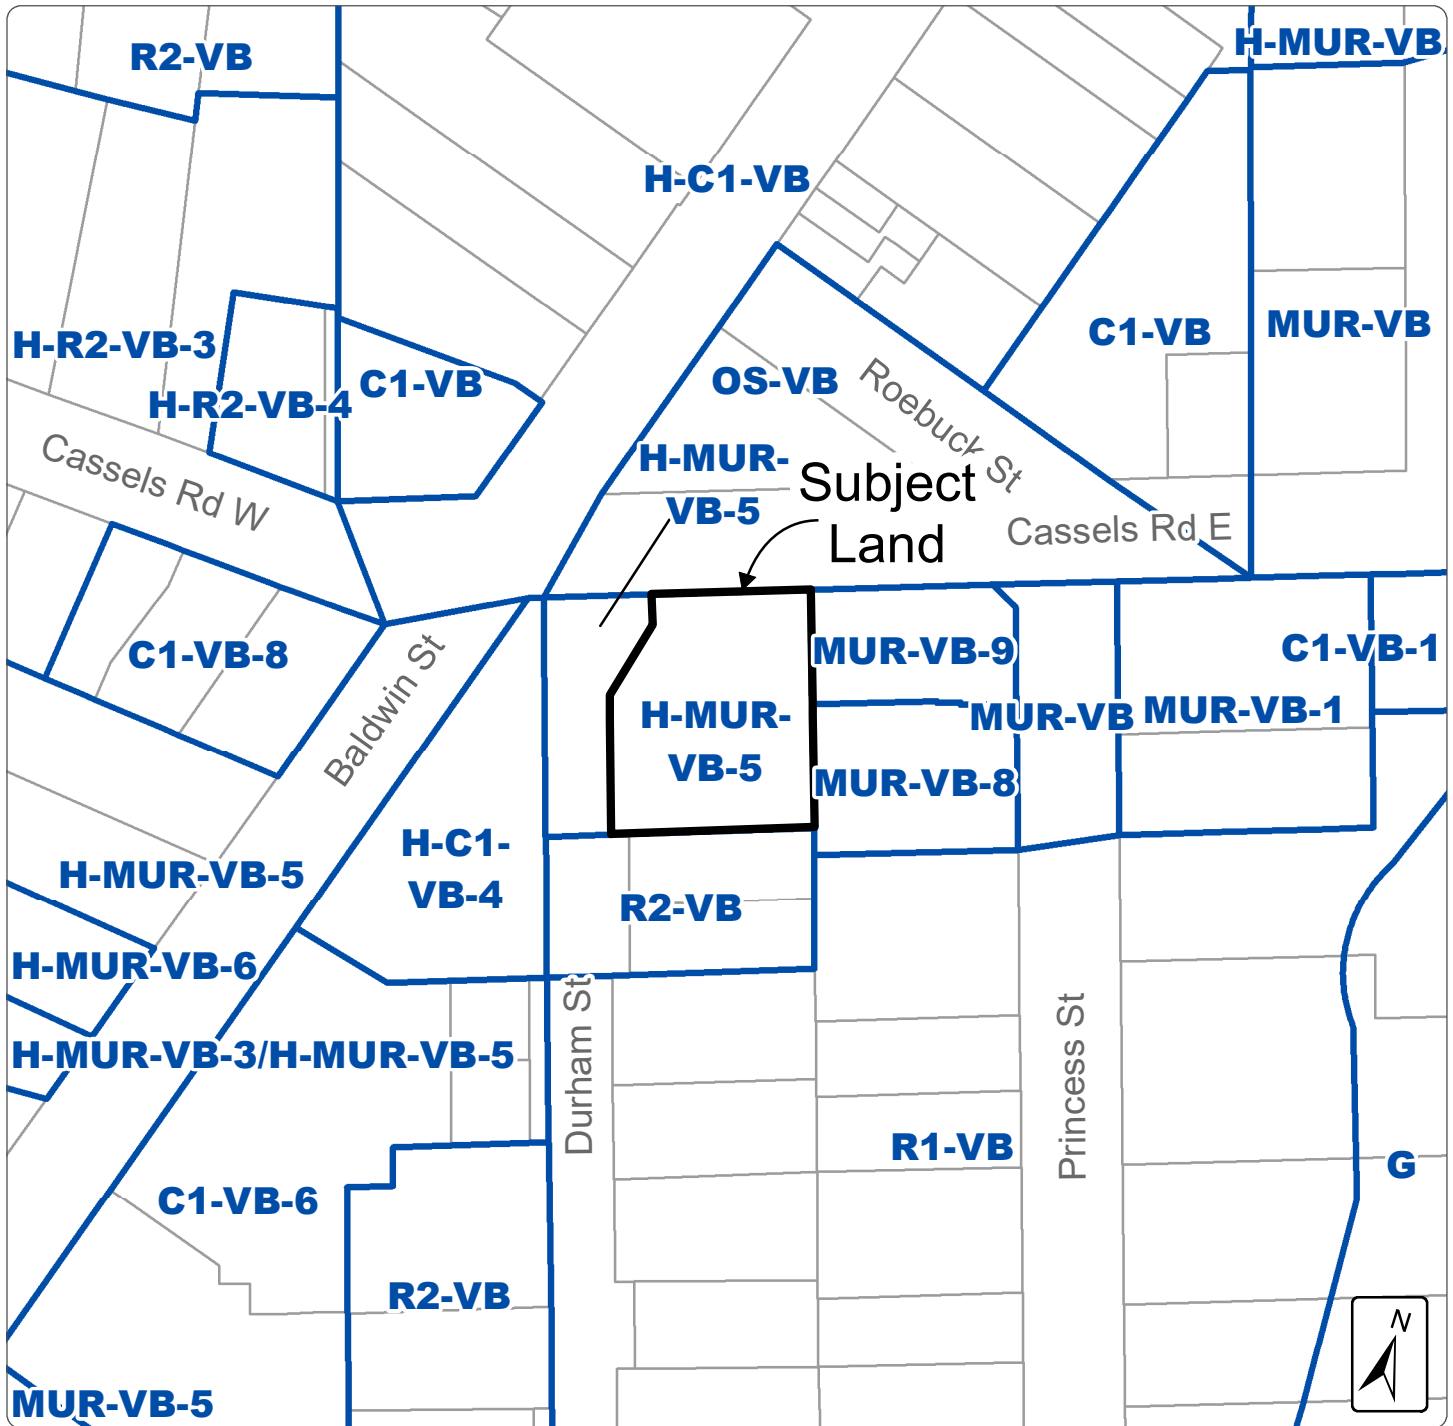 R2-VB
H-MUR-VB
H-C1-VB
H-R2-VB-3
C1-VB
MUR-VB
C1-VB
OS-VB
H-R2-VB-4
Roebuck St
Cassels Rd W
H-MUR-
VB-5
Subject
Land
Cassels Rd E
C1-VB-8
Baldwin St
MUR-VB-9
C1-VB-1
H-MUR-
VB-5
MUR-VB
MUR-VB-1
MUR-VB-8
H-C1-
VB-4
H-MUR-VB-5
R2-VB
H-MUR-VB-6
H-MUR-VB-3/H-MUR-VB-5
Durham St
Princess St
R1-VB
G
C1-VB-6
R2-VB
MUR-VB-5
N